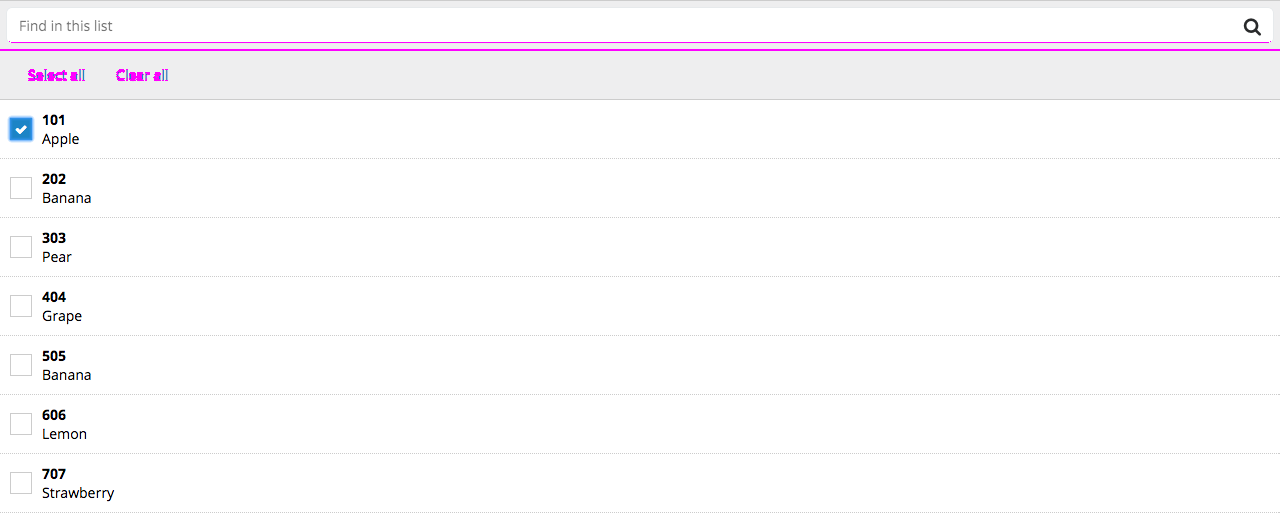 Find in this list
Select all Clear all
101
Apple
202
Banana
303
Pear
404
Grape
505
Banana
606
Lemon
707
Strawberry